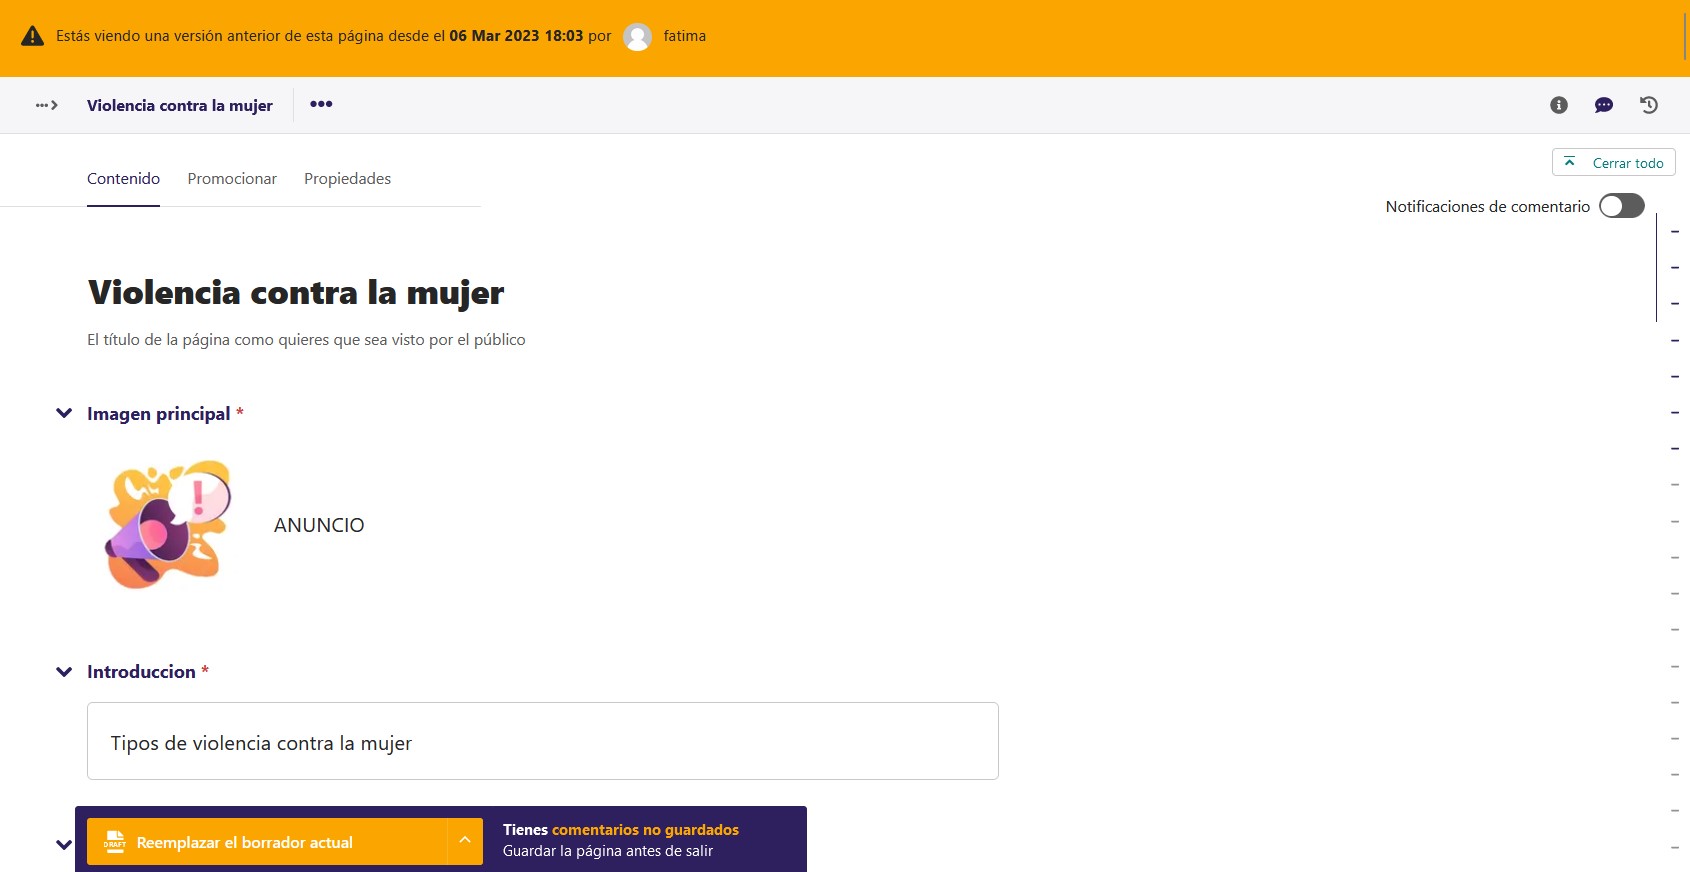 Estás viendo una versión anterior de esta página desde el 06 Mar 2023 18:03 por fatima
Violencia contra la mujer
Contenido Promocionar Propiedades
Cerrar todo
Notificaciones de comentario
Violencia contra la mujer
El título de la página como quieres que sea visto por el público
Imagen principal *
!
ANUNCIO
Introduccion *
Tipos de violencia contra la mujer
DRAFT Reemplazar el borrador actual
Tienes comentarios no guardados
Guardar la página antes de salir